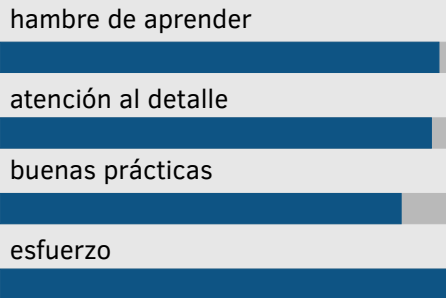 hambre de aprender
atención al detalle
buenas prácticas
esfuerzo